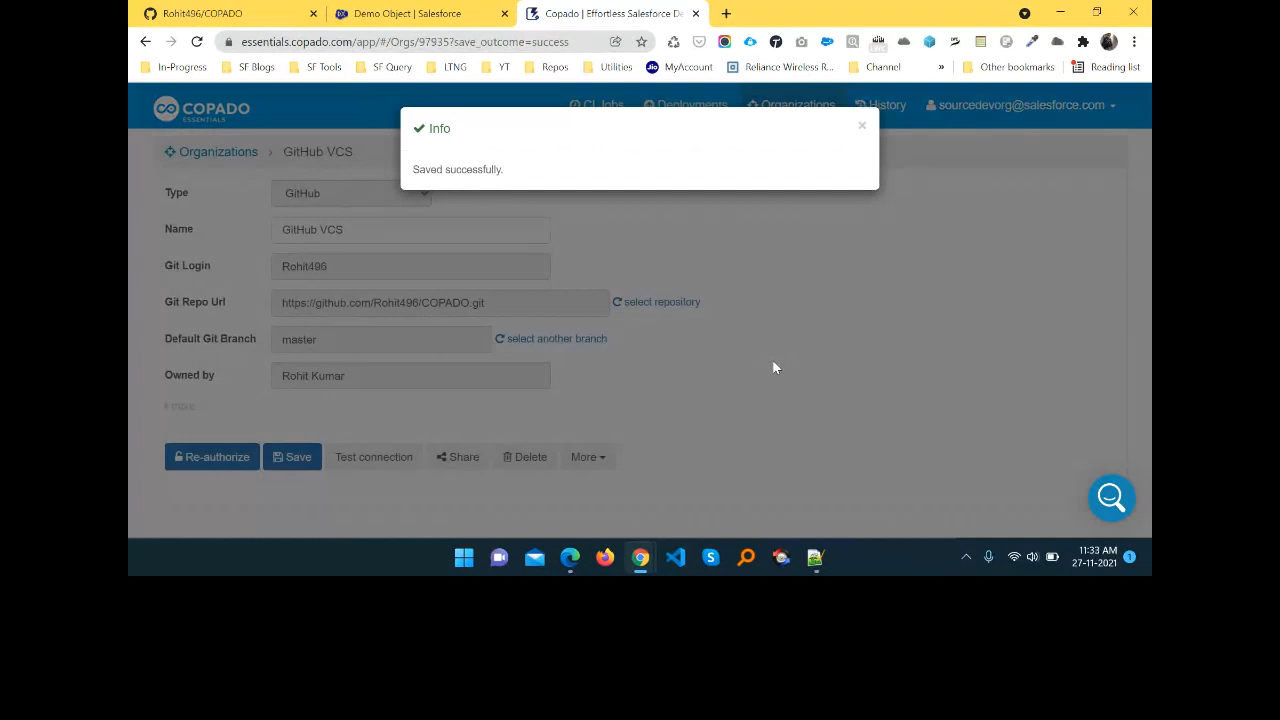 Rohit496/COPADO
Demo Object | Salesforce
Copado | Effortless Salesforce De
essentials.copado.com/app/#/Orgs/97935?save_outcome=success
In-Progress
SF Blogs
SF Tools
SF Query
LTNG
YT
Repos
Utilities
Jio MyAccount
Reliance Wireless R...
Channel
»
Other bookmarks
Reading list
COPADO
ESSENTIALS
CI Jobs
Deployments
Organizations
History
sourcedevorg@salesforce.com
Info
×
Saved successfully.
Organizations › GitHub VCS
Type GitHub
Name GitHub VCS
Git Login Rohit496
Git Repo Url https://github.com/Rohit496/COPADO.git select repository
Default Git Branch master select another branch
Owned by Rohit Kumar
more
Re-authorize Save Test connection Share Delete More
11:33 AM
27-11-2021
1